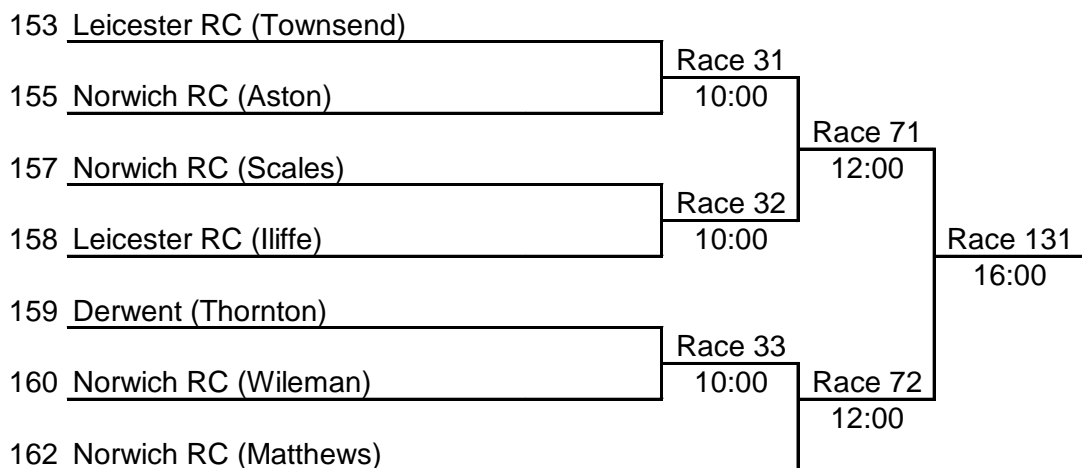 153 Leicester RC (Townsend)
Race 31
155 Norwich RC (Aston)
10:00
Race 71
157 Norwich RC (Scales)
12:00
Race 32
158 Leicester RC (Iliffe)
10:00
Race 131
16:00
159 Derwent (Thornton)
Race 33
160 Norwich RC (Wileman)
10:00
Race 72
12:00
162 Norwich RC (Matthews)